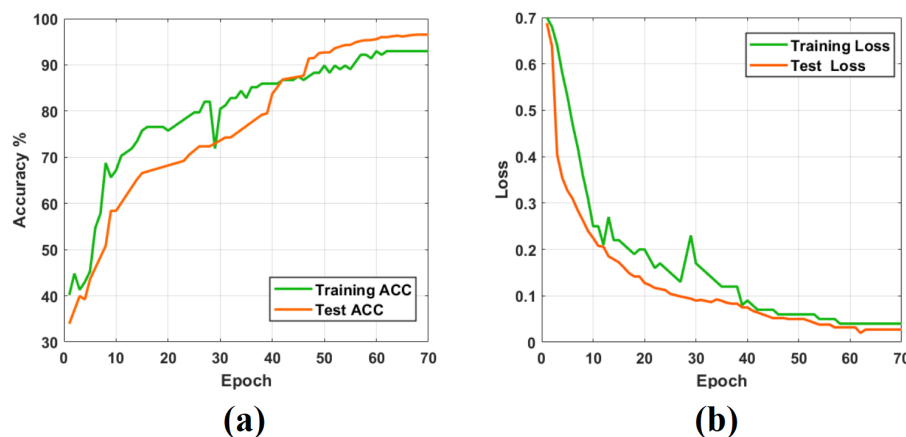 100
90
80
70
60
50
40
30
Accuracy %
0 10 20 30 40 50 60 70
Epoch
Training ACC
Test ACC
(a)
0.7
0.6
0.5
0.4
0.3
0.2
0.1
0
Loss
0 10 20 30 40 50 60 70
Epoch
Training Loss
Test Loss
(b)